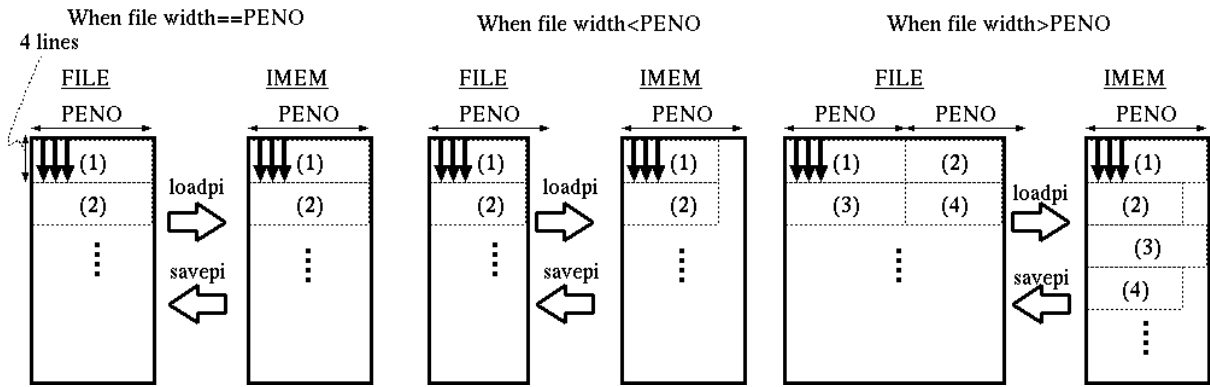 When file width==PENO
4 lines
FILE IMEM
PENO PENO
(1) (1)
(2) (2)
loadpi
savpi
When file width<PENO
FILE IMEM
PENO PENO
(1) (1)
(2) (2)
loadpi
savepi
When file width>PENO
FILE IMEM
PENO PENO PENO
(1) (2) (1)
(3) (4) (2)
(3)
(4)
loadpi
savepi